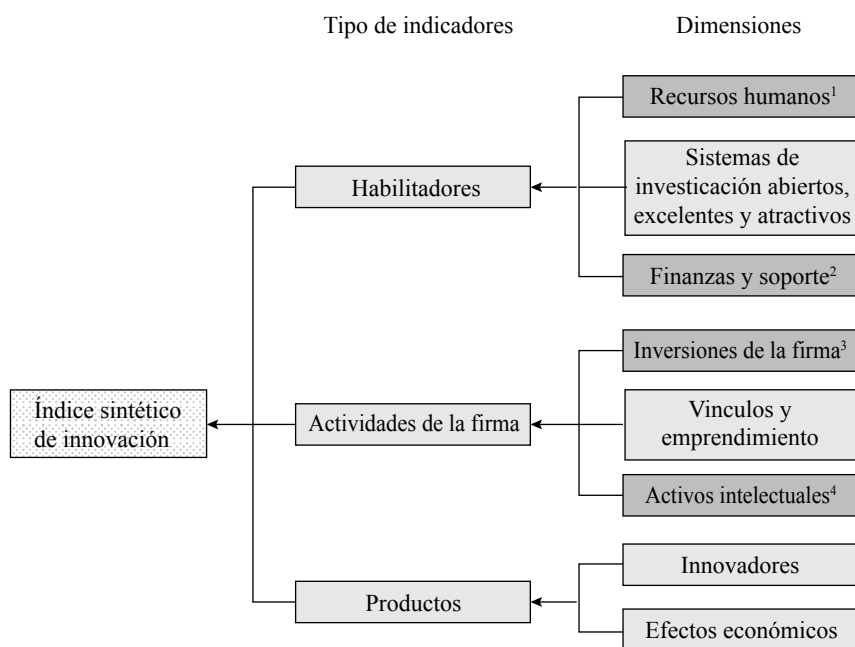 Tipo de indicadores
Dimensiones
Recursos humanos¹
Sistemas de
investicación abiertos,
excelentes y atractivos
Habilitadores
Finanzas y soporte²
Inversiones de la firma³
Índice sintético
de innovación
Actividades de la firma
Vinculos y
emprendimiento
Activos intelectuales⁴
Innovadores
Productos
Efectos económicos